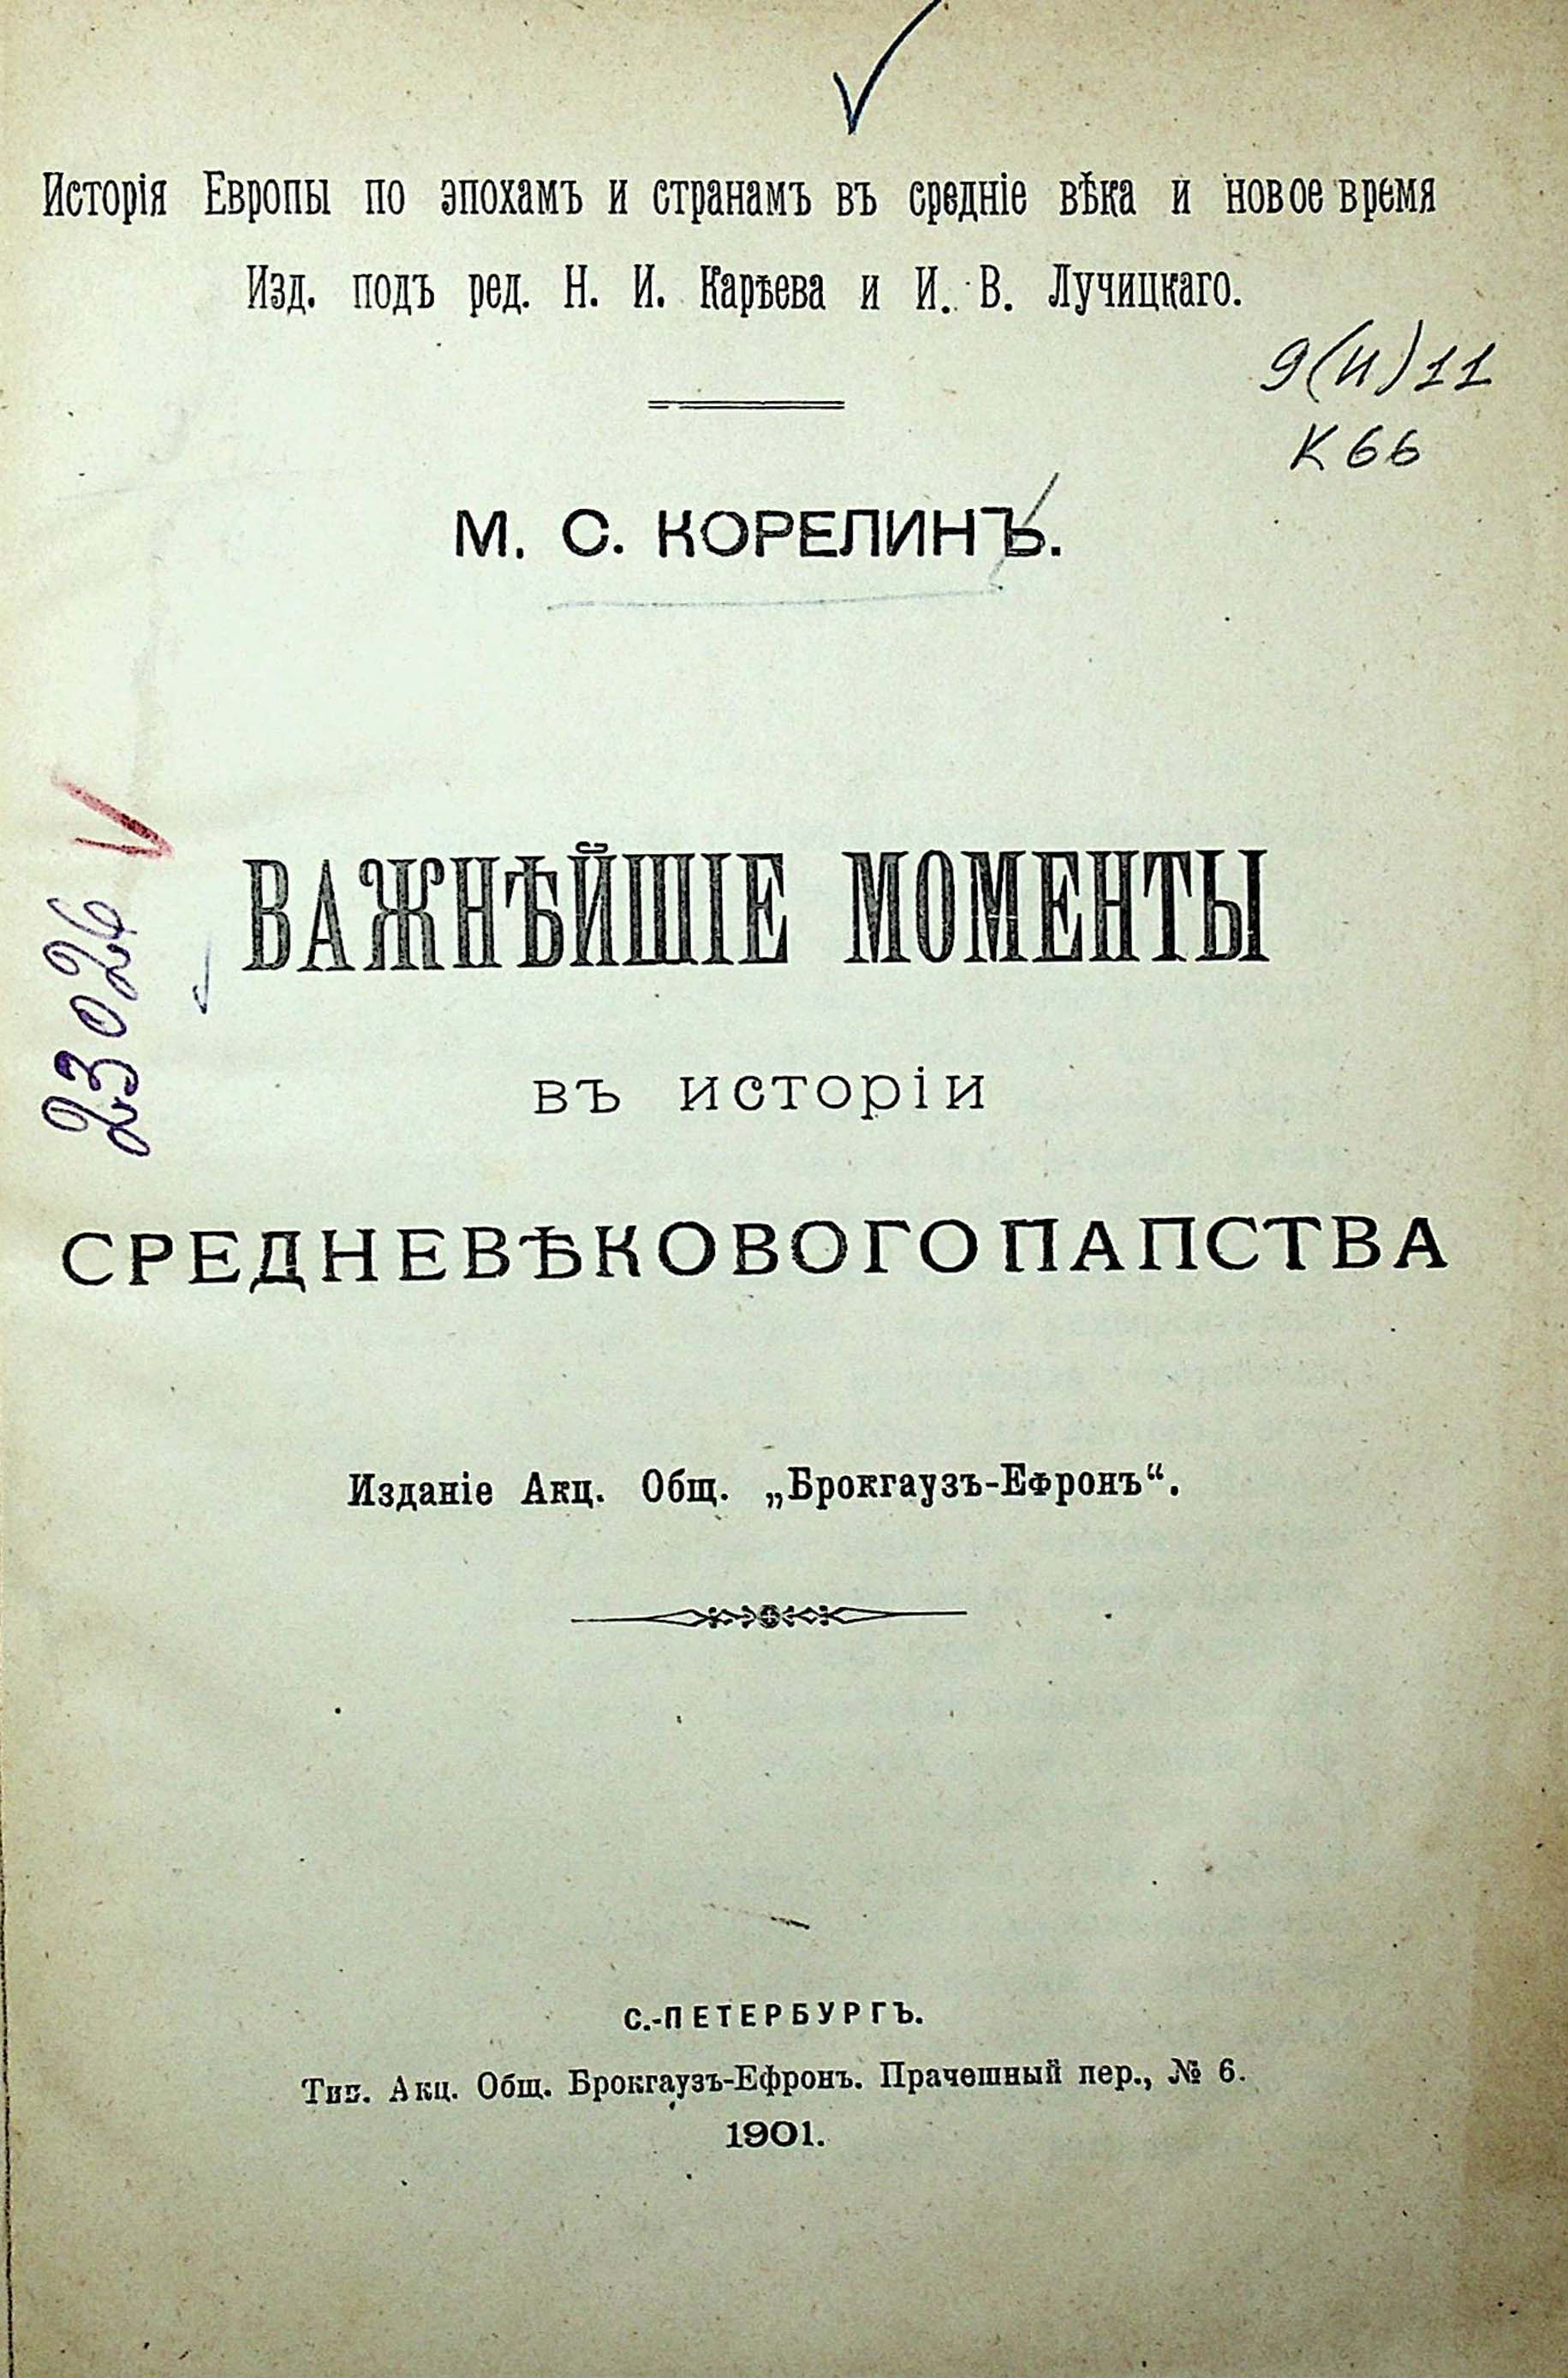 Исторія Европы по эпохамъ и странамъ въ средніе вѣка и новое время
Изд. подъ ред. Н. И. Карѣева и И. В. Лучицкаго.
9(И)11
К 66
М. С. КОРЕЛИНЪ.
23026
ВАЖНѢЙШІЕ МОМЕНТЫ
въ исторіи
СРЕДНЕВѢКОВОГО ПАПСТВА
Изданіе Акц. Общ. „Брокгаузъ-Ефронъ“.
С.-ПЕТЕРБУРГЪ.
Тип. Акц. Общ. Брокгаузъ-Ефронъ. Прачешный пер., № 6.
1901.